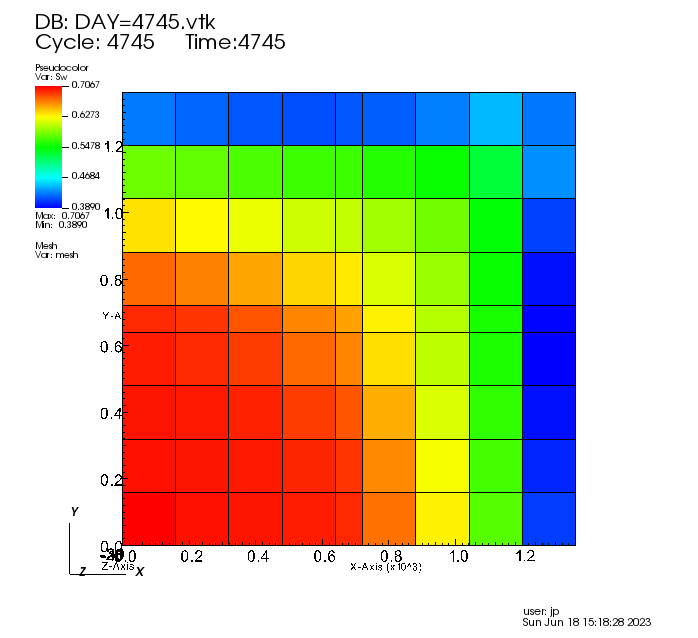 DB: DAY=4745.vtk
Cycle: 4745 Time:4745
Pseudocolor
Var: Sw
0.7067
0.6273
0.5478
0.4684
0.3890
Max: 0.7067
Min: 0.3890
Mesh
Var: mesh
1.2
1.0
0.8
Y-A
0.6
0.4
0.2
0.0
0.0 0.2 0.4 0.6 0.8 1.0 1.2
Z-Axis
X-Axis (x10^3)
Y
Z X
user: jp
Sun Jun 18 15:18:28 2023